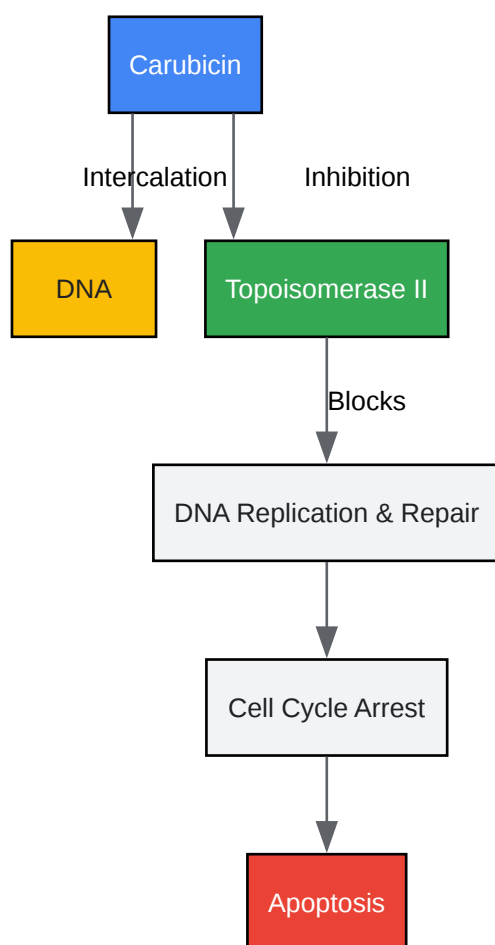 Carubicin
Intercalation
Inhibition
DNA
Topoisomerase II
Blocks
DNA Replication & Repair
Cell Cycle Arrest
Apoptosis